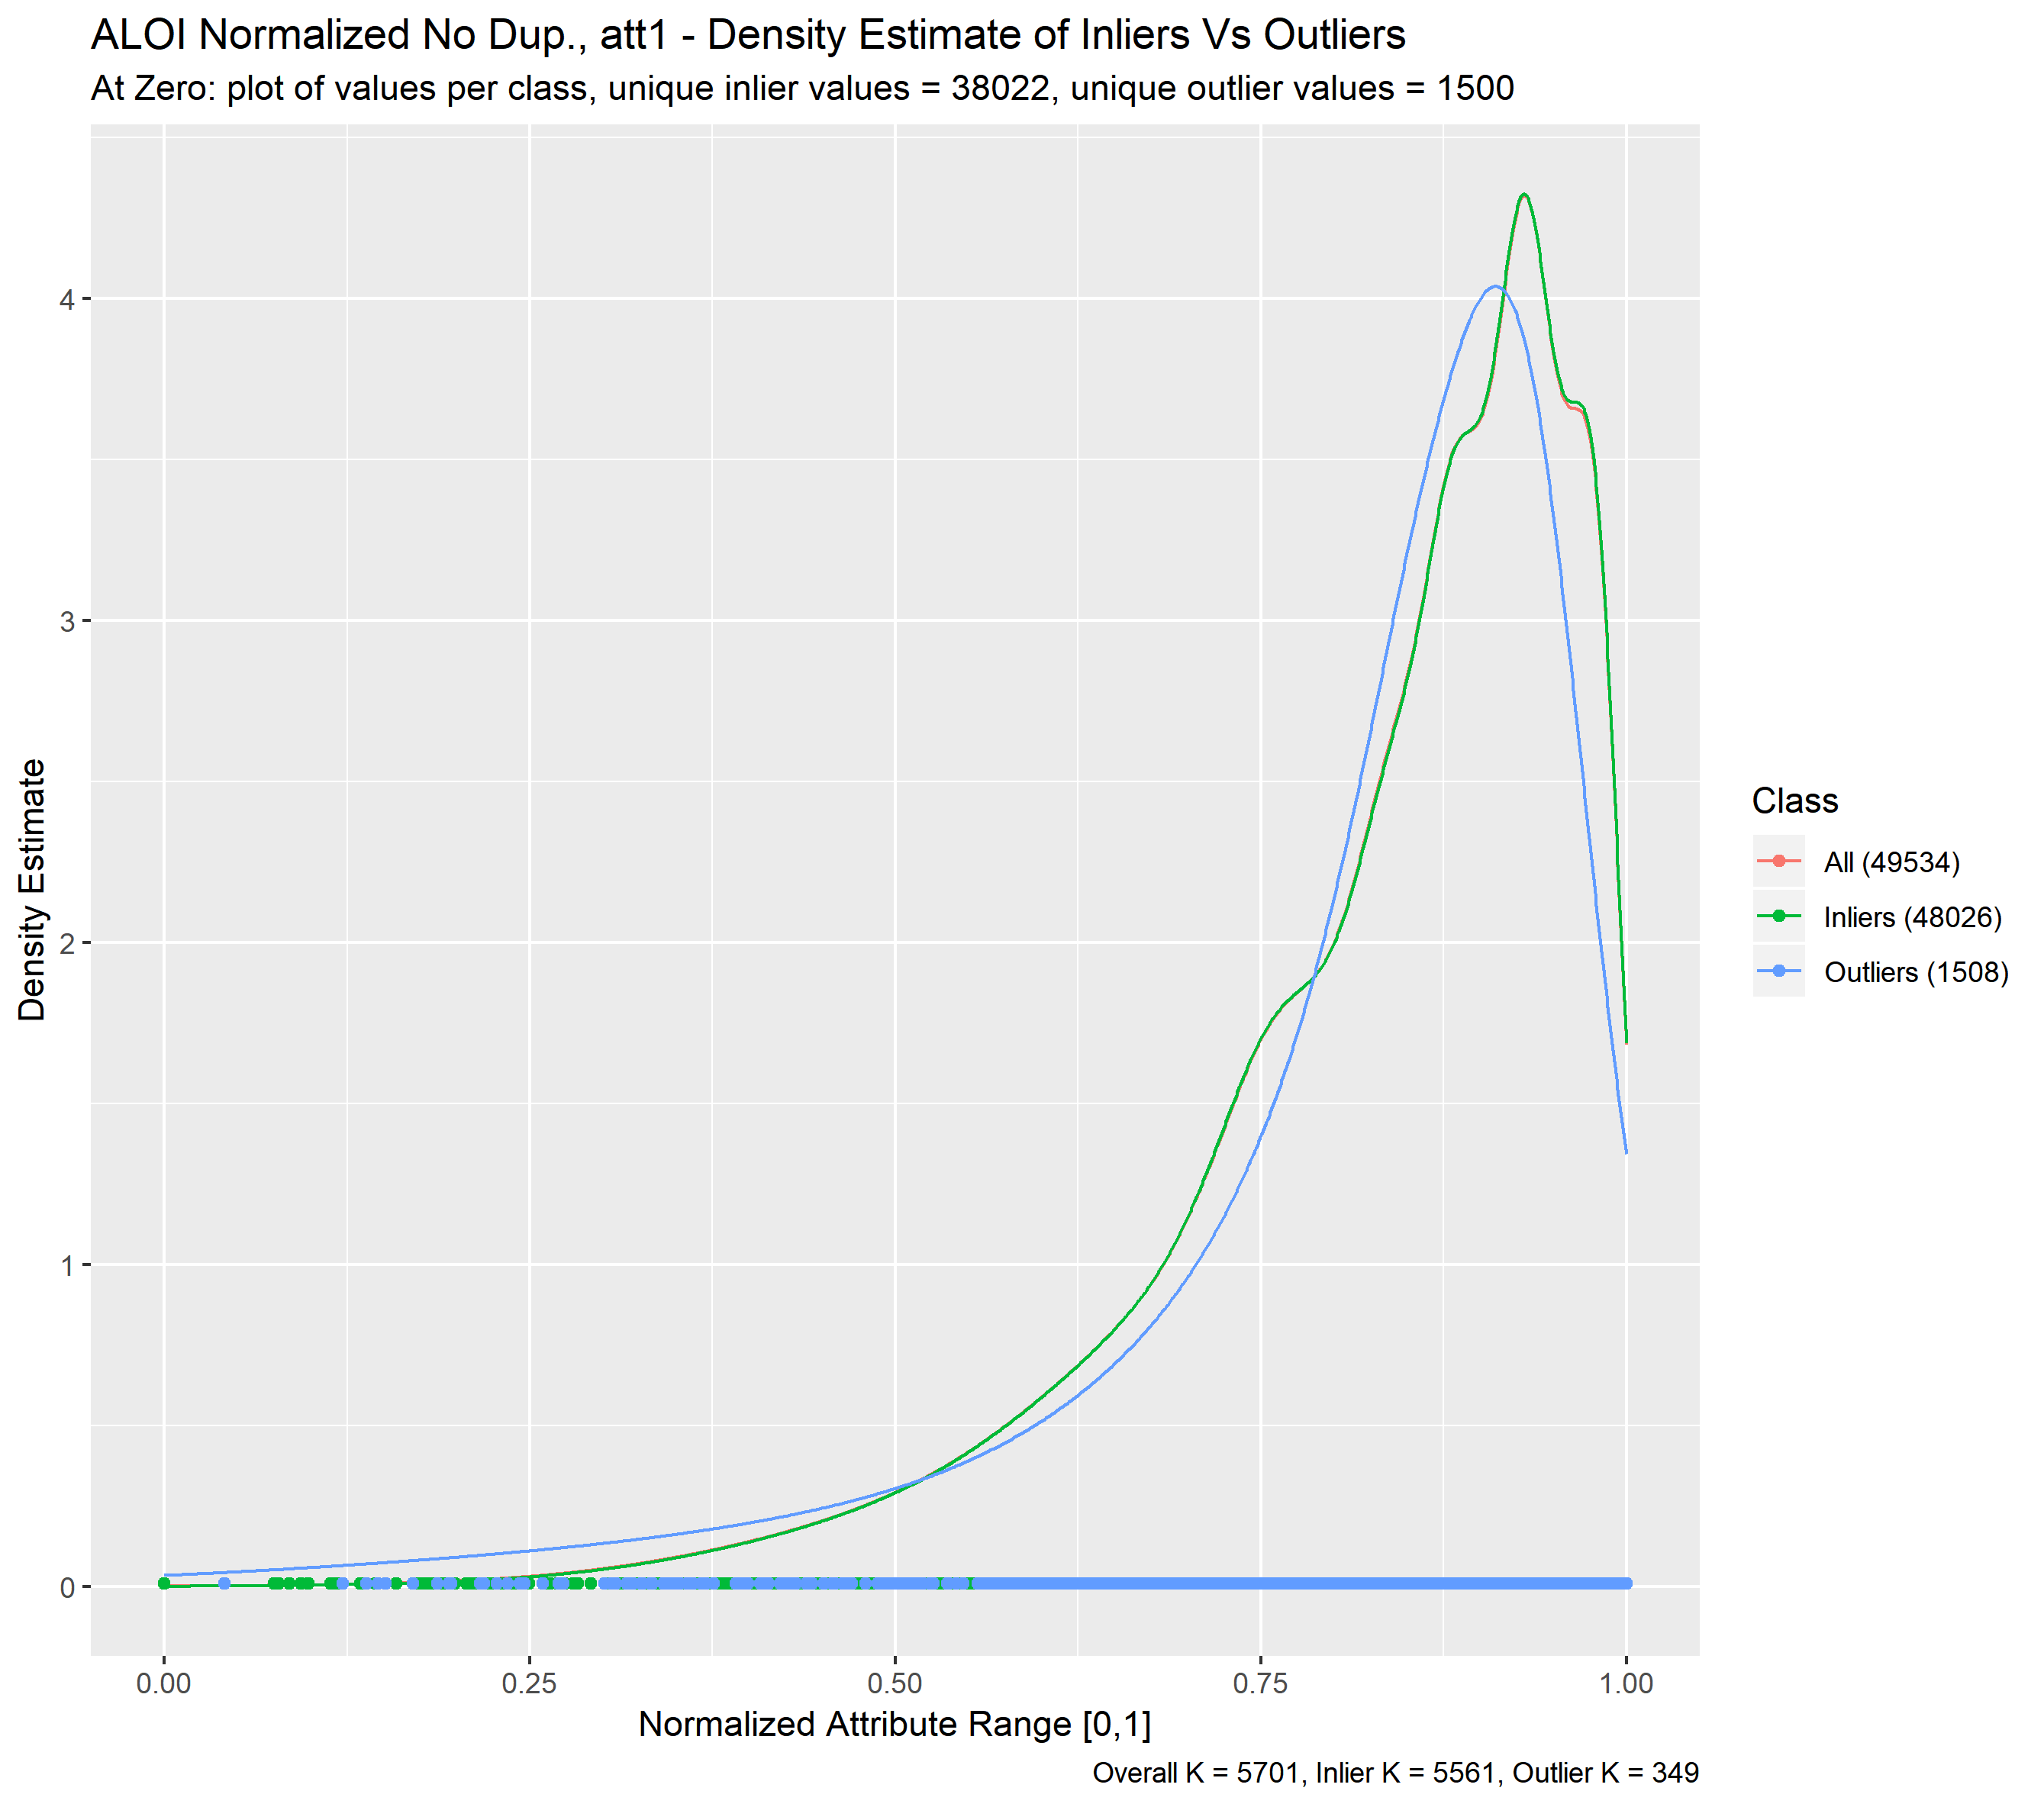 ALOI Normalized No Dup., att1 - Density Estimate of Inliers Vs Outliers
At Zero: plot of values per class, unique inlier values = 38022, unique outlier values = 1500
4
3
2
1
0
Density Estimate
0.00 0.25 0.50 0.75 1.00
Normalized Attribute Range [0,1]
Overall K = 5701, Inlier K = 5561, Outlier K = 349
Class
All (49534)
Inliers (48026)
Outliers (1508)